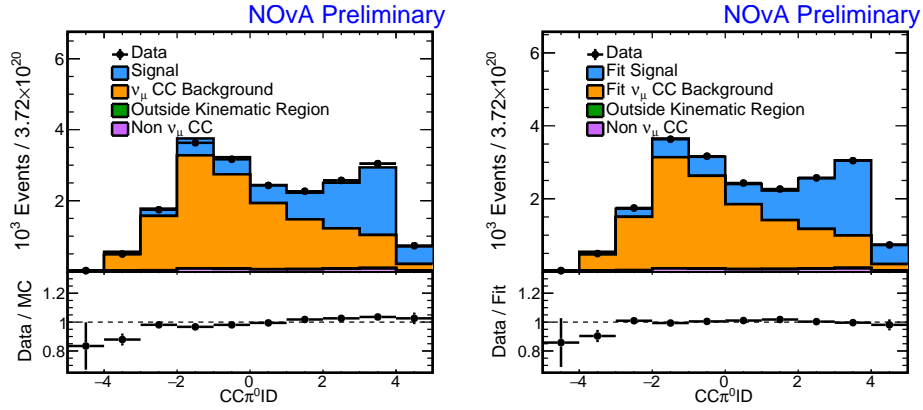 NOvA Preliminary
10³ Events / 3.72×10²⁰
6
4
2
Data
Signal
νμ CC Background
Outside Kinematic Region
Non νμ CC
Data / MC
1.2
1
0.8
−4 −2 0 2 4
CCπ⁰ID
NOvA Preliminary
10³ Events / 3.72×10²⁰
6
4
2
Data
Fit Signal
Fit νμ CC Background
Outside Kinematic Region
Non νμ CC
Data / Fit
1.2
1
0.8
−4 −2 0 2 4
CCπ⁰ID